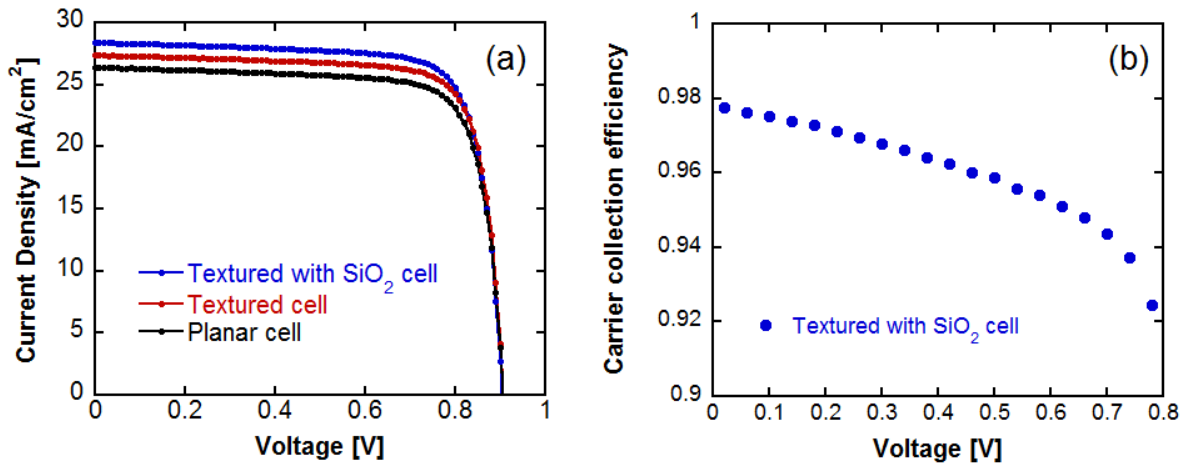 (a)
Current Density [mA/cm²]
30
25
20
15
10
5
0
Textured with SiO₂ cell
Textured cell
Planar cell
0 0.2 0.4 0.6 0.8 1
Voltage [V]
(b)
Carrier collection efficiency
1
0.98
0.96
0.94
0.92
0.9
Textured with SiO₂ cell
0 0.1 0.2 0.3 0.4 0.5 0.6 0.7 0.8
Voltage [V]